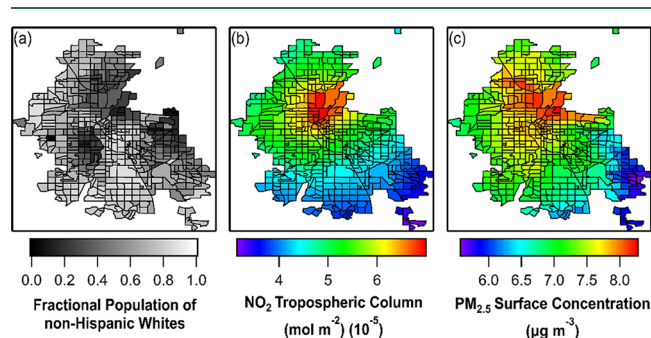 (a) (b) (c)
0.0 0.2 0.4 0.6 0.8 1.0 4 5 6 6.0 6.5 7.0 7.5 8.0
Fractional Population of non-Hispanic Whites
NO₂ Tropospheric Column
(mol m⁻²) (10⁻⁵)
PM₂.₅ Surface Concentration
(µg m⁻³)